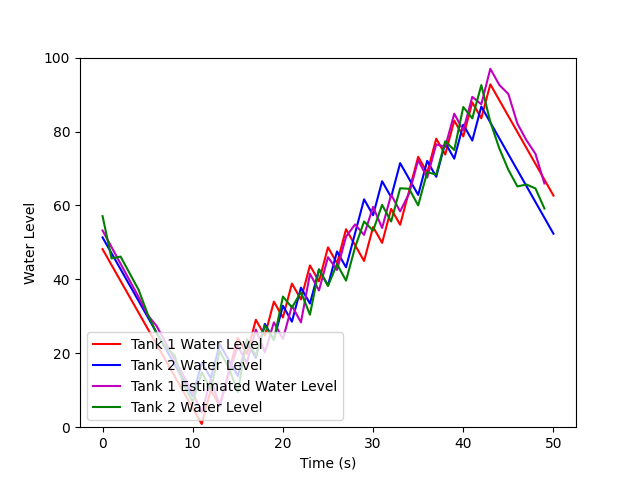 100
80
60
40
20
0
Water Level
Tank 1 Water Level
Tank 2 Water Level
Tank 1 Estimated Water Level
Tank 2 Water Level
0 10 20 30 40 50
Time (s)